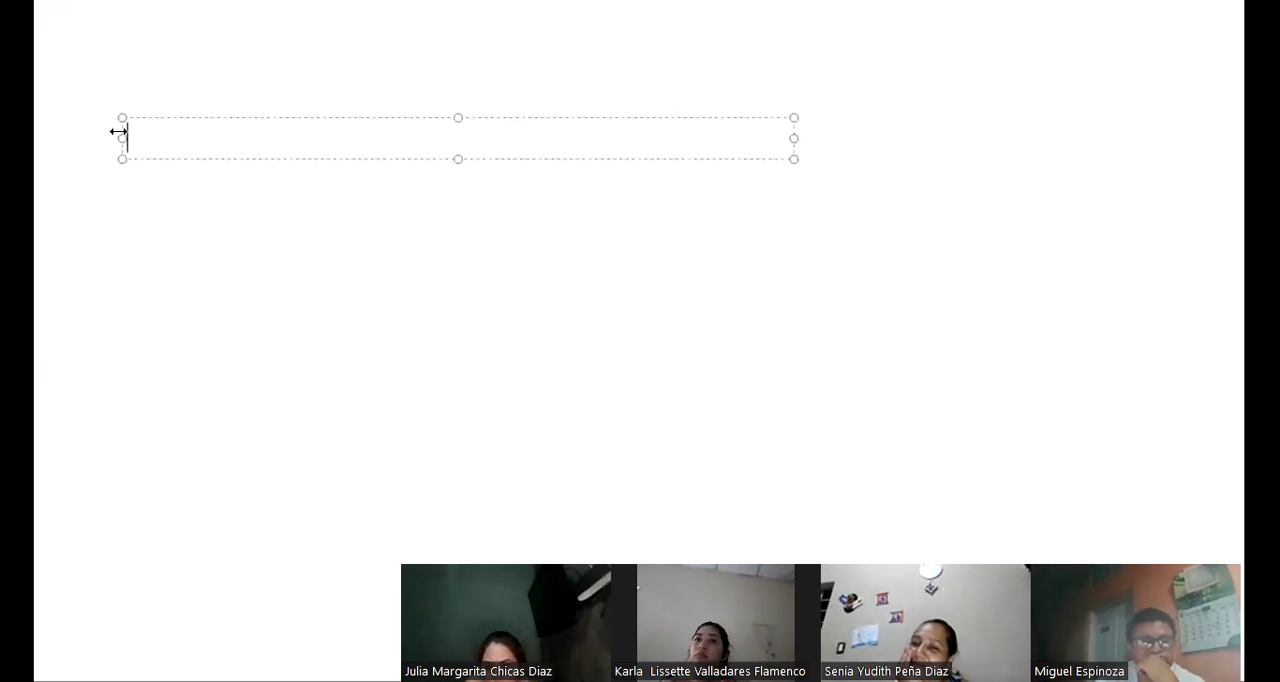 Julia Margarita Chicas Diaz
Karla Lissette Valladares Flamenco
Senia Yudith Peña Diaz
Miguel Espinoza